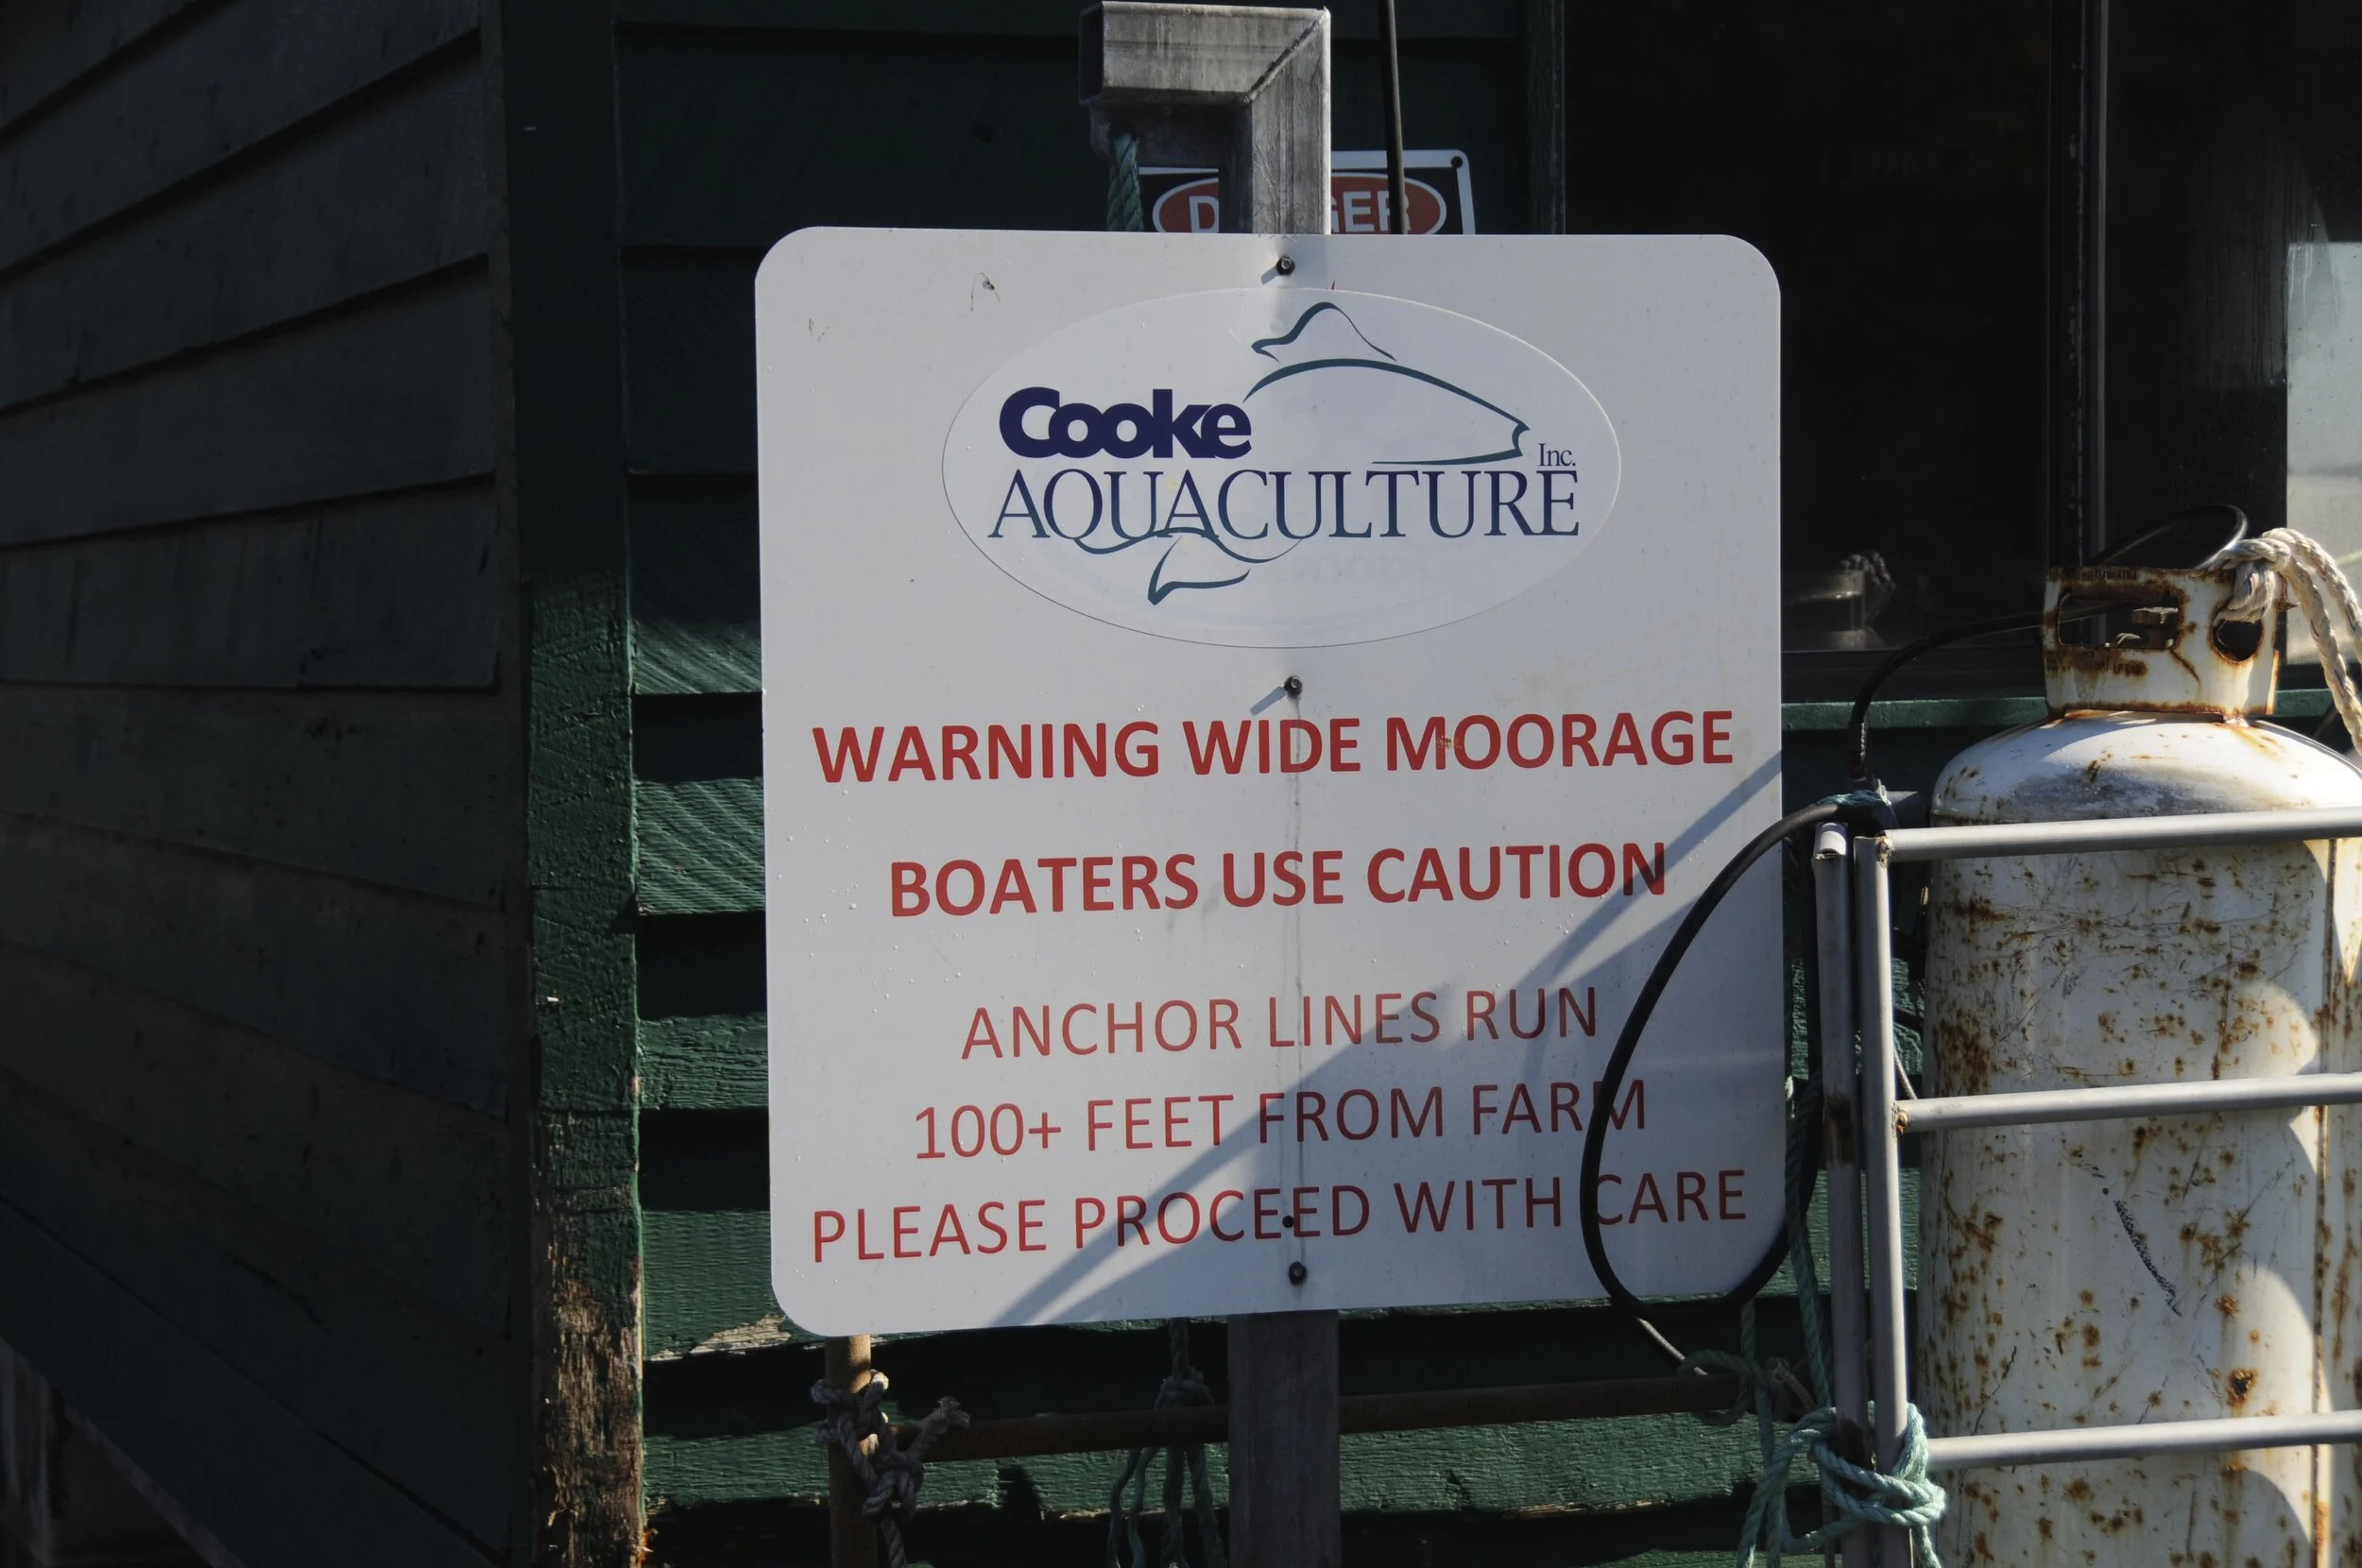 Cooke
AQUACULTURE Inc.
WARNING WIDE MOORAGE
BOATERS USE CAUTION
ANCHOR LINES RUN
100+ FEET FROM FARM
PLEASE PROCEED WITH CARE